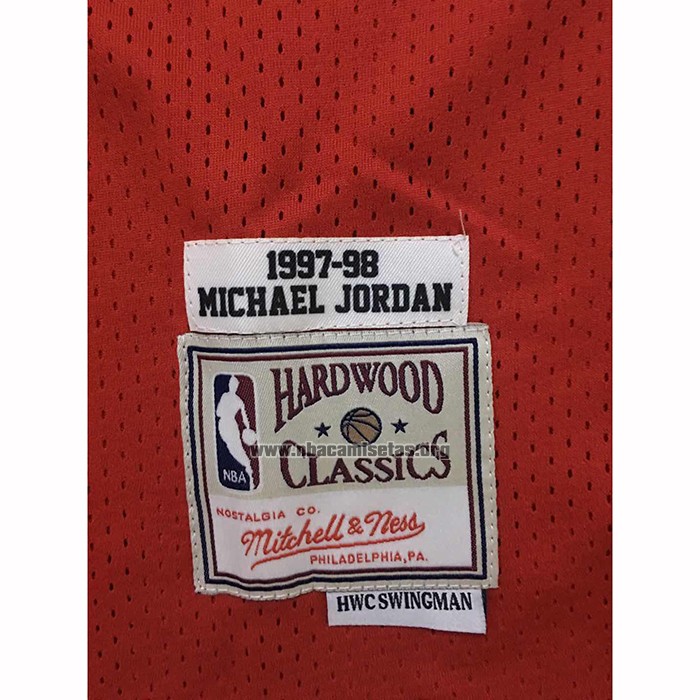 1997-98
MICHAEL JORDAN
HARDWOOD
www.nbacamisetas.org
NBA
CLASSICS
NOSTALGIA CO.
Mitchell & Ness
PHILADELPHIA, PA.
HWC SWINGMAN